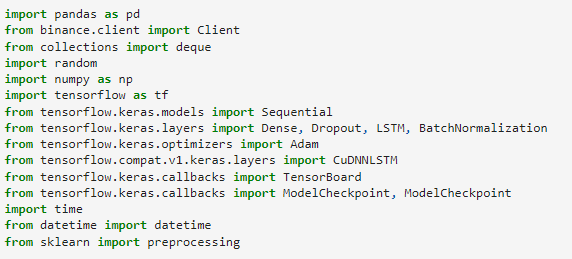 import pandas as pd
from binance.client import Client
from collections import deque
import random
import numpy as np
import tensorflow as tf
from tensorflow.keras.models import Sequential
from tensorflow.keras.layers import Dense, Dropout, LSTM, BatchNormalization
from tensorflow.keras.optimizers import Adam
from tensorflow.compat.v1.keras.layers import CuDNNLSTM
from tensorflow.keras.callbacks import TensorBoard
from tensorflow.keras.callbacks import ModelCheckpoint, ModelCheckpoint
import time
from datetime import datetime
from sklearn import preprocessing